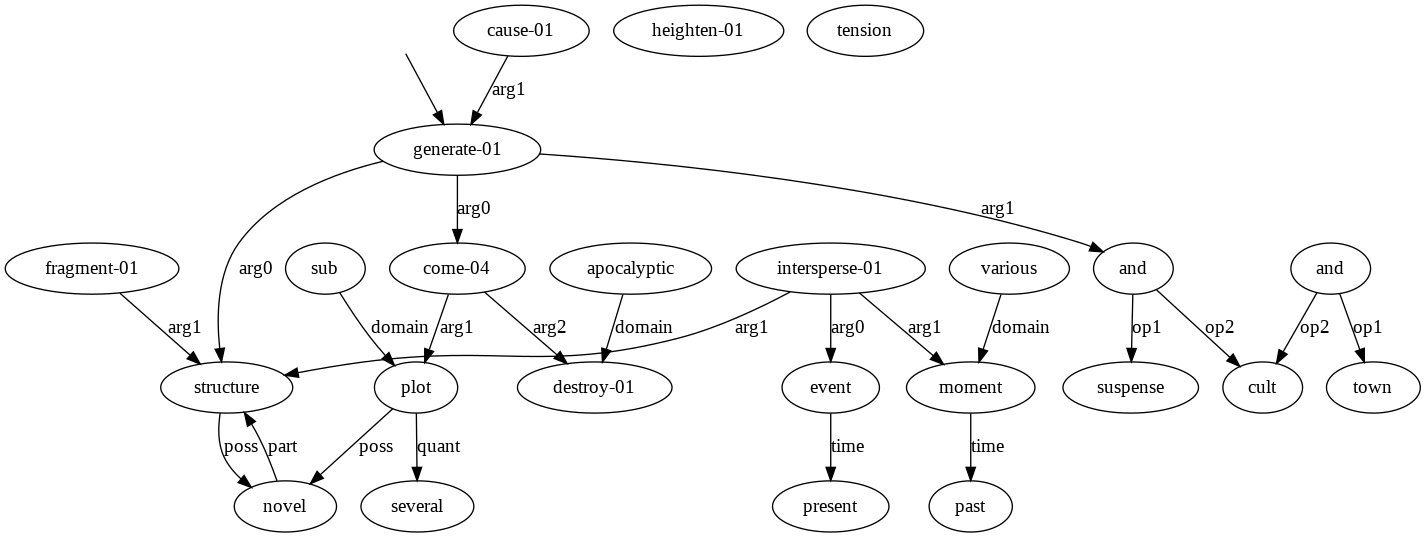 cause-01 heighten-01 tension
arg1
generate-01
arg0 arg1
fragment-01 arg0 sub come-04 apocalyptic intersperse-01 various and and
arg1 domain arg1 arg2 domain arg1 arg0 arg1 domain op1 op2 op2 op1
structure plot destroy-01 event moment suspense cult town
poss part poss quant time time
novel several present past